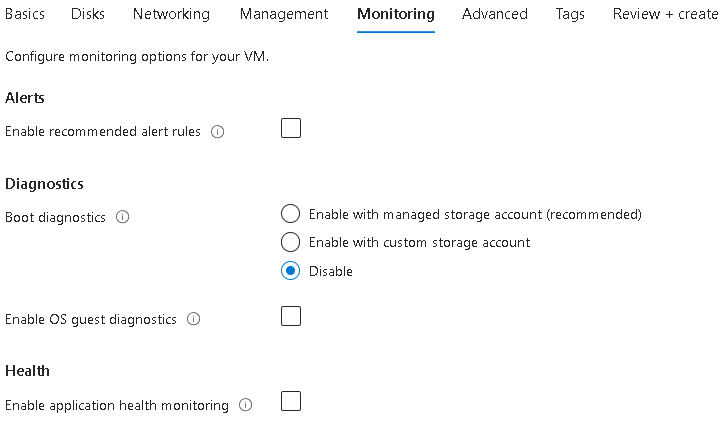 Basics Disks Networking Management Monitoring Advanced Tags Review + create
Configure monitoring options for your VM.
Alerts
Enable recommended alert rules
Diagnostics
Boot diagnostics
Enable with managed storage account (recommended)
Enable with custom storage account
Disable
Enable OS guest diagnostics
Health
Enable application health monitoring